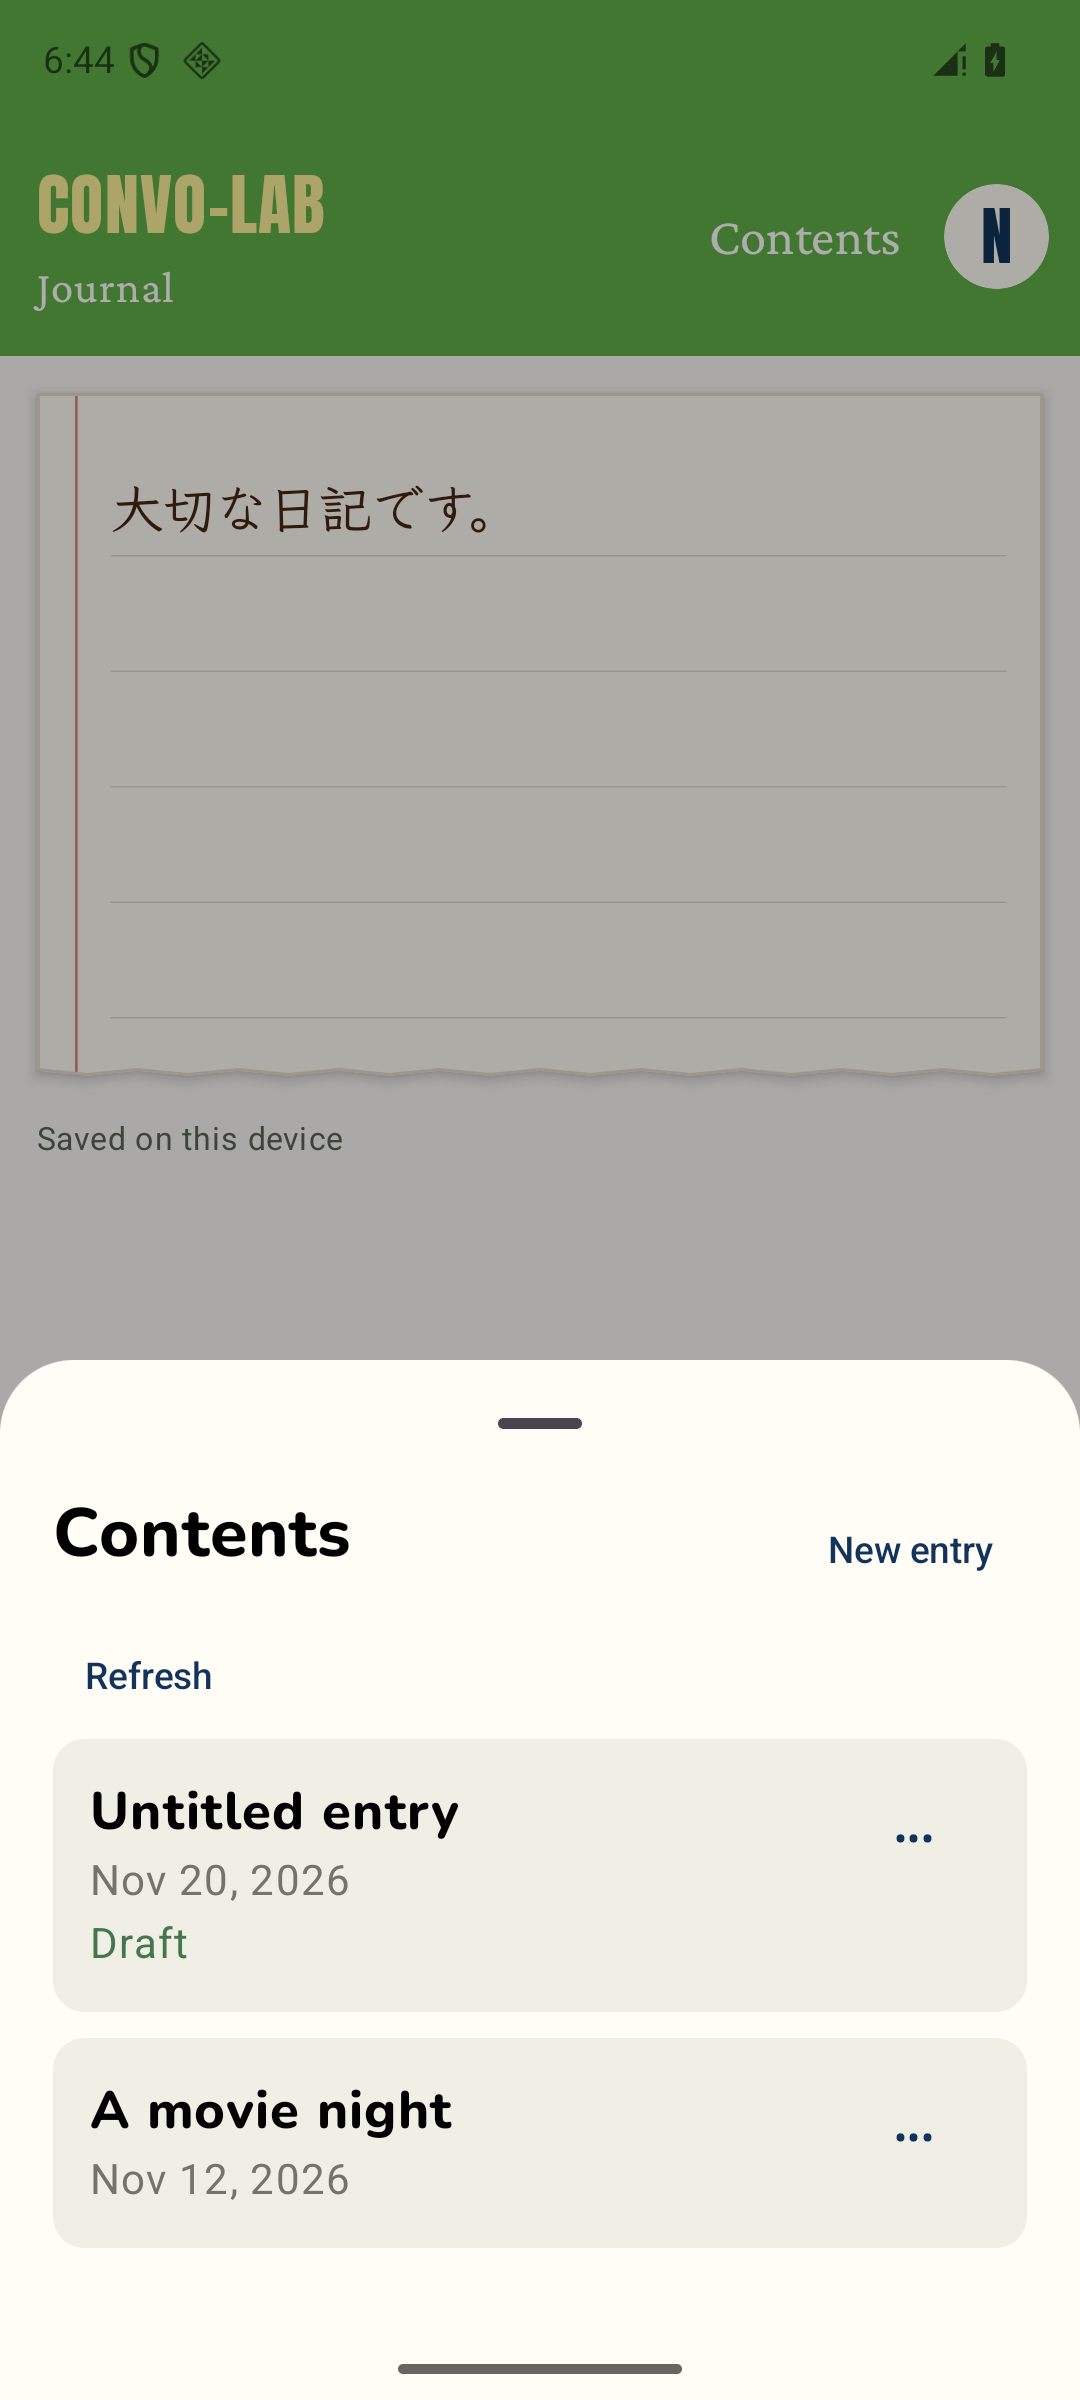 6:44
CONVO-LAB
Journal
Contents
N
大切な日記です。
Saved on this device
Contents
New entry
Refresh
Untitled entry
...
Nov 20, 2026
Draft
A movie night
...
Nov 12, 2026